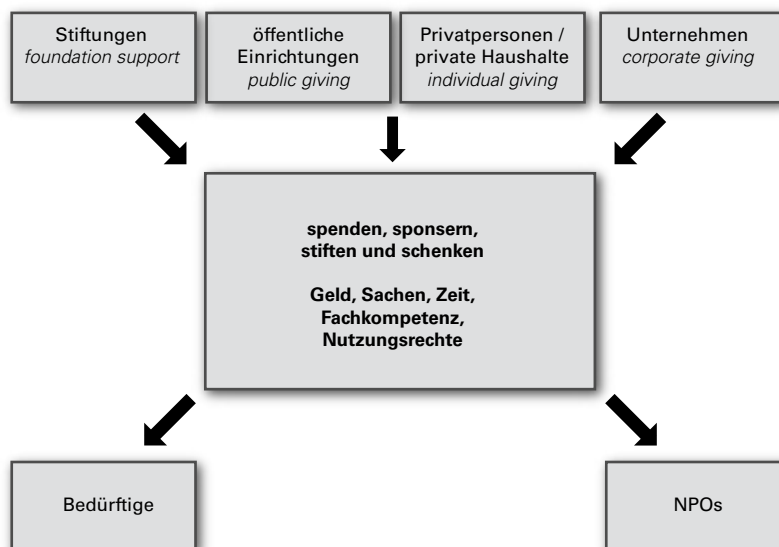 Stiftungen
foundation support
öffentliche
Einrichtungen
public giving
Privatpersonen /
private Haushalte
individual giving
Unternehmen
corporate giving
spenden, sponsern,
stiften und schenken
Geld, Sachen, Zeit,
Fachkompetenz,
Nutzungsrechte
Bedürftige
NPOs